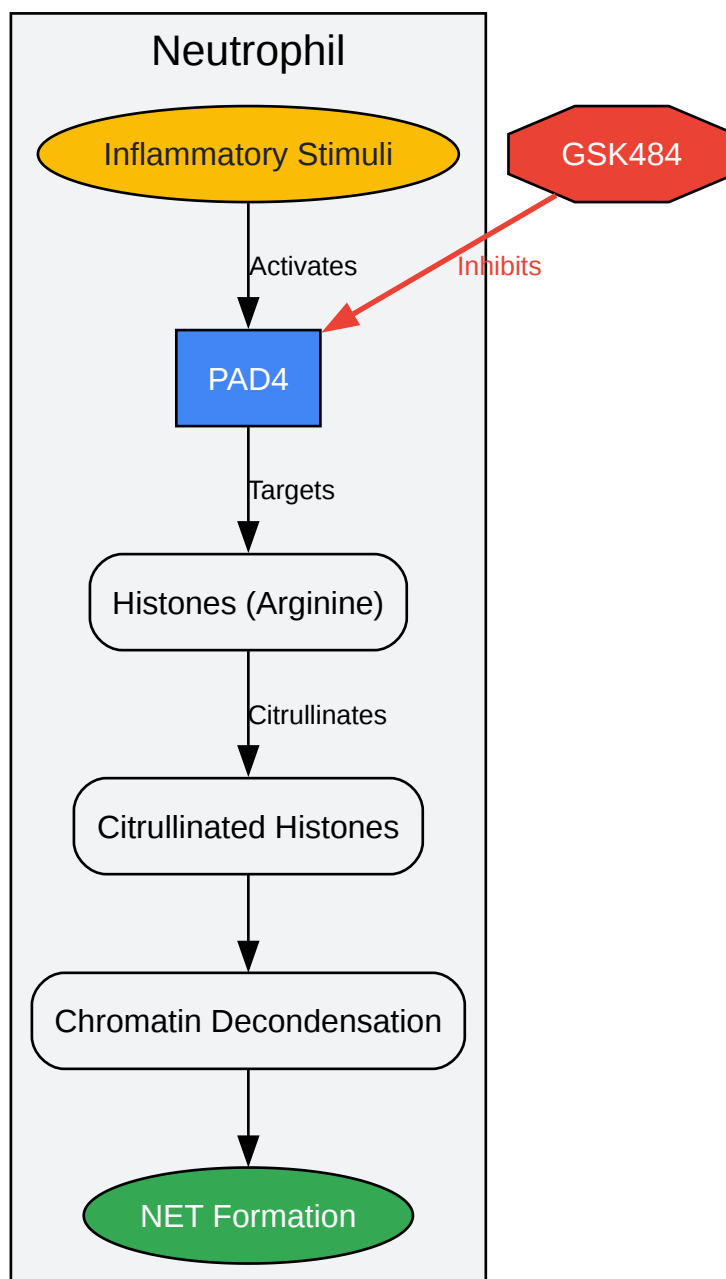 Neutrophil
Inflammatory Stimuli
GSK484
Activates
Inhibits
PAD4
Targets
Histones (Arginine)
Citrullinates
Citrullinated Histones
Chromatin Decondensation
NET Formation